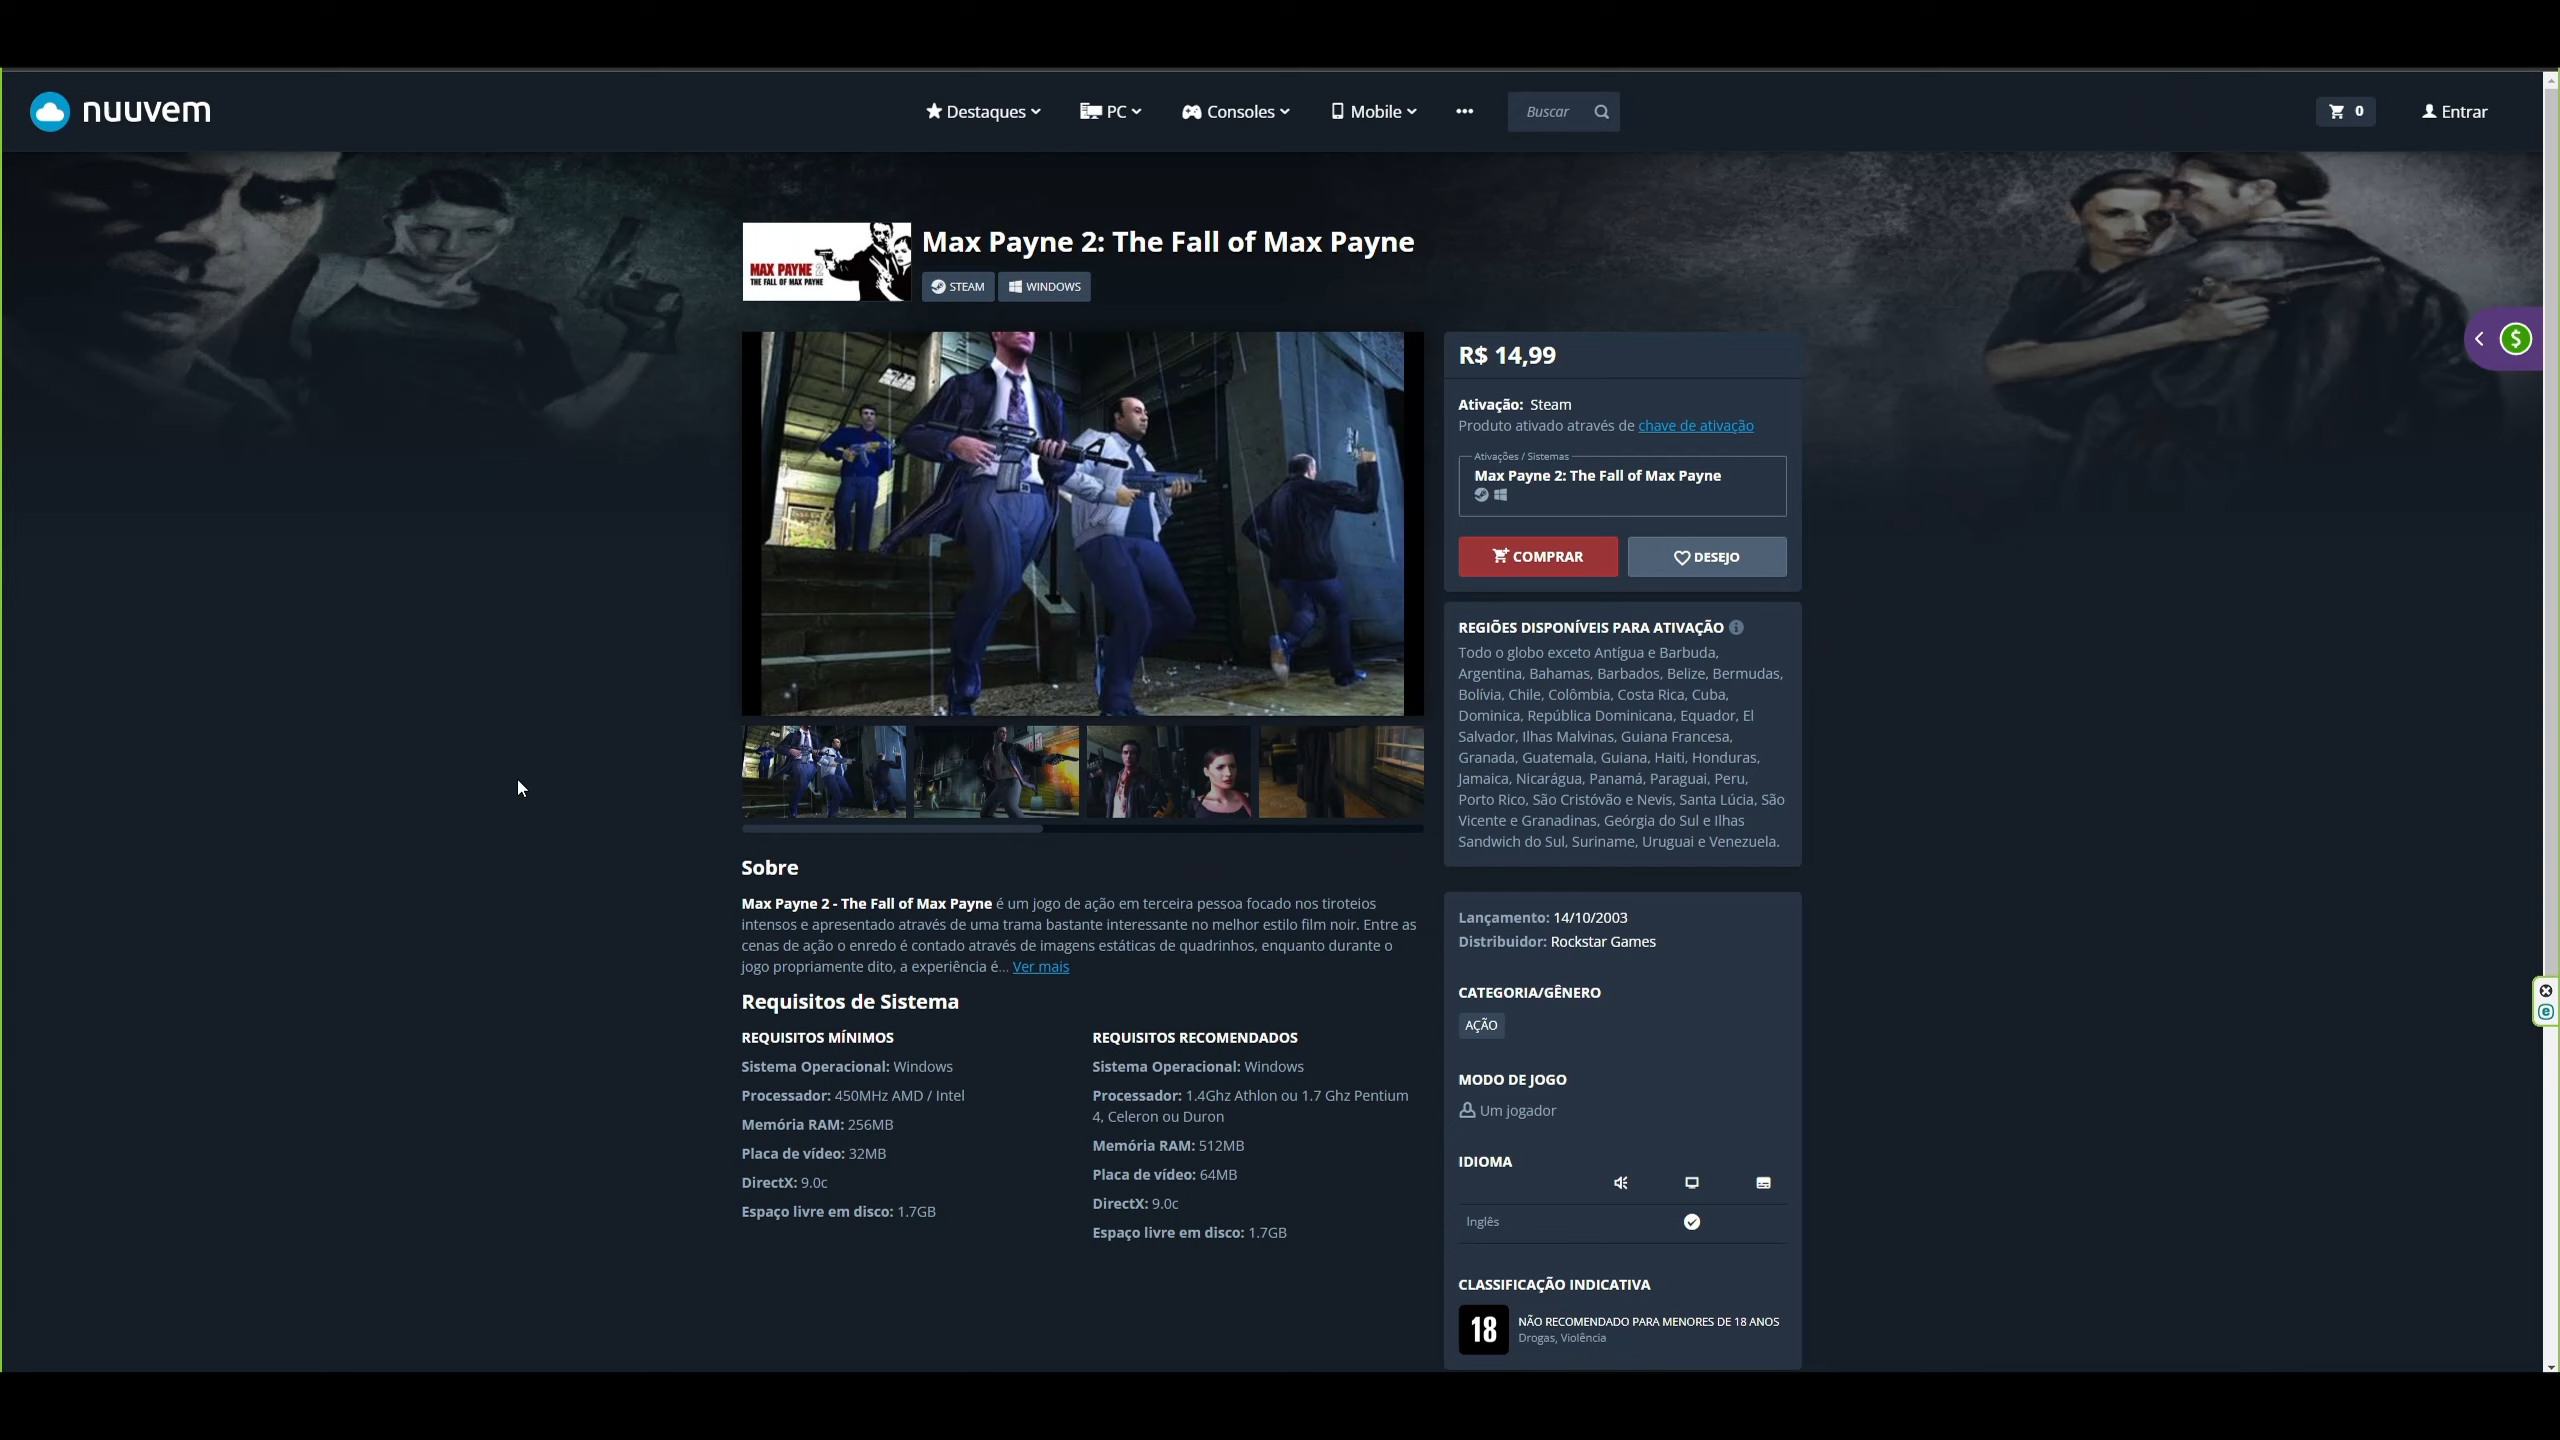 nuuvem
Destaques
PC
Consoles
Mobile
Buscar
0
Entrar
MAX PAYNE 2
THE FALL OF MAX PAYNE
Max Payne 2: The Fall of Max Payne
STEAM
WINDOWS
R$ 14,99
Ativação: Steam
Produto ativado através de chave de ativação
Ativações / Sistemas
Max Payne 2: The Fall of Max Payne
COMPRAR
DESEJO
REGIÕES DISPONÍVEIS PARA ATIVAÇÃO
Todo o globo exceto Antígua e Barbuda,
Argentina, Bahamas, Barbados, Belize, Bermudas,
Bolívia, Chile, Colômbia, Costa Rica, Cuba,
Dominica, República Dominicana, Equador, El
Salvador, Ilhas Malvinas, Guiana Francesa,
Granada, Guatemala, Guiana, Haiti, Honduras,
Jamaica, Nicarágua, Panamá, Paraguai, Peru,
Porto Rico, São Cristóvão e Nevis, Santa Lúcia, São
Vicente e Granadinas, Geórgia do Sul e Ilhas
Sandwich do Sul, Suriname, Uruguai e Venezuela.
Sobre
Max Payne 2 - The Fall of Max Payne é um jogo de ação em terceira pessoa focado nos tiroteios
intensos e apresentado através de uma trama bastante interessante no melhor estilo film noir. Entre as
cenas de ação o enredo é contado através de imagens estáticas de quadrinhos, enquanto durante o
jogo propriamente dito, a experiência é... Ver mais
Requisitos de Sistema
REQUISITOS MÍNIMOS
Sistema Operacional: Windows
Processador: 450MHz AMD / Intel
Memória RAM: 256MB
Placa de vídeo: 32MB
DirectX: 9.0c
Espaço livre em disco: 1.7GB
REQUISITOS RECOMENDADOS
Sistema Operacional: Windows
Processador: 1.4Ghz Athlon ou 1.7 Ghz Pentium
4, Celeron ou Duron
Memória RAM: 512MB
Placa de vídeo: 64MB
DirectX: 9.0c
Espaço livre em disco: 1.7GB
Lançamento: 14/10/2003
Distribuidor: Rockstar Games
CATEGORIA/GÊNERO
AÇÃO
MODO DE JOGO
Um jogador
IDIOMA
Inglês
CLASSIFICAÇÃO INDICATIVA
18
NÃO RECOMENDADO PARA MENORES DE 18 ANOS
Drogas, Violência